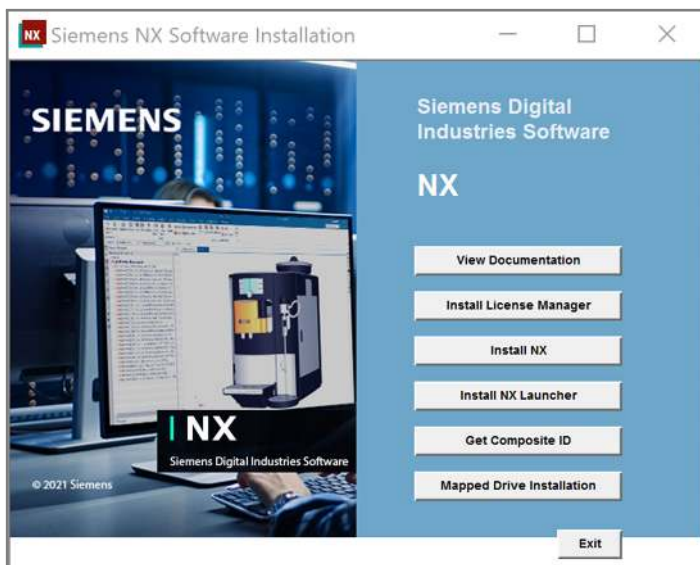 NX Siemens NX Software Installation
SIEMENS
NX
Siemens Digital Industries Software
© 2021 Siemens
Siemens Digital
Industries Software
NX
View Documentation
Install License Manager
Install NX
Install NX Launcher
Get Composite ID
Mapped Drive Installation
Exit